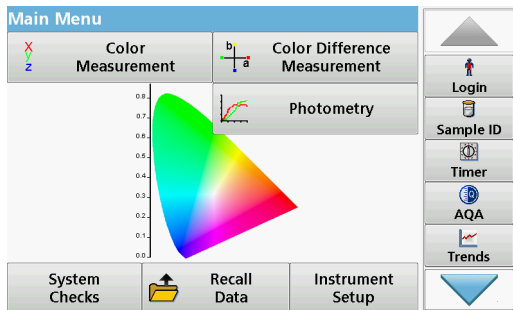 Main Menu
X
y
z
Color
Measurement
b
a
Color Difference
Measurement
Photometry
0.8
0.7
0.6
0.5
0.4
0.3
0.2
0.1
0.0
System
Checks
Recall
Data
Instrument
Setup
Login
Sample ID
Timer
AQA
Trends